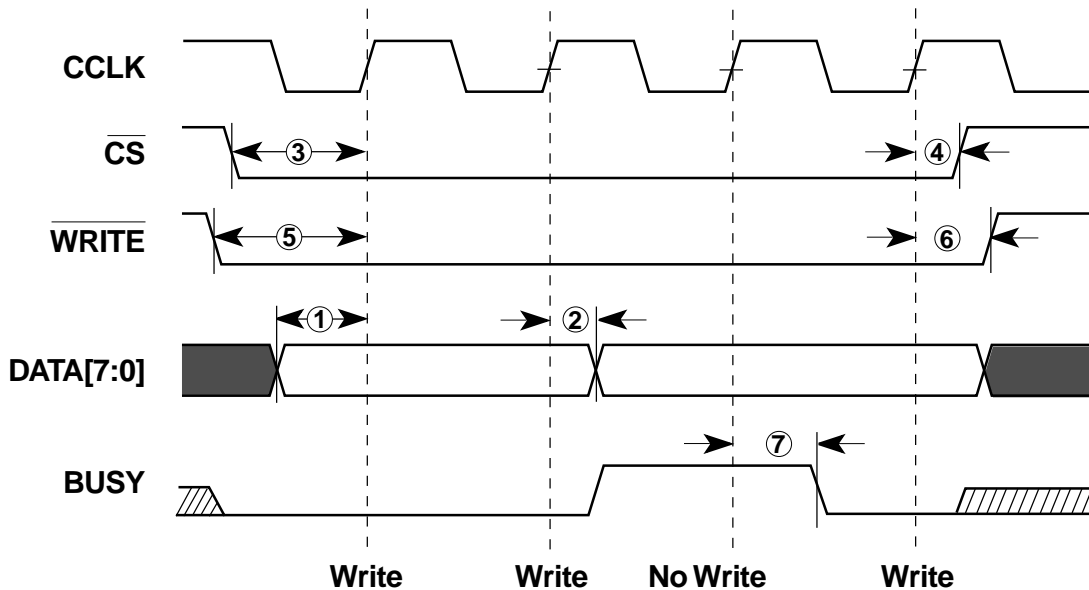 CCLK
CS
③ ④
WRITE
⑤ ⑥
① ②
DATA[7:0]
⑦
BUSY
Write Write No Write Write